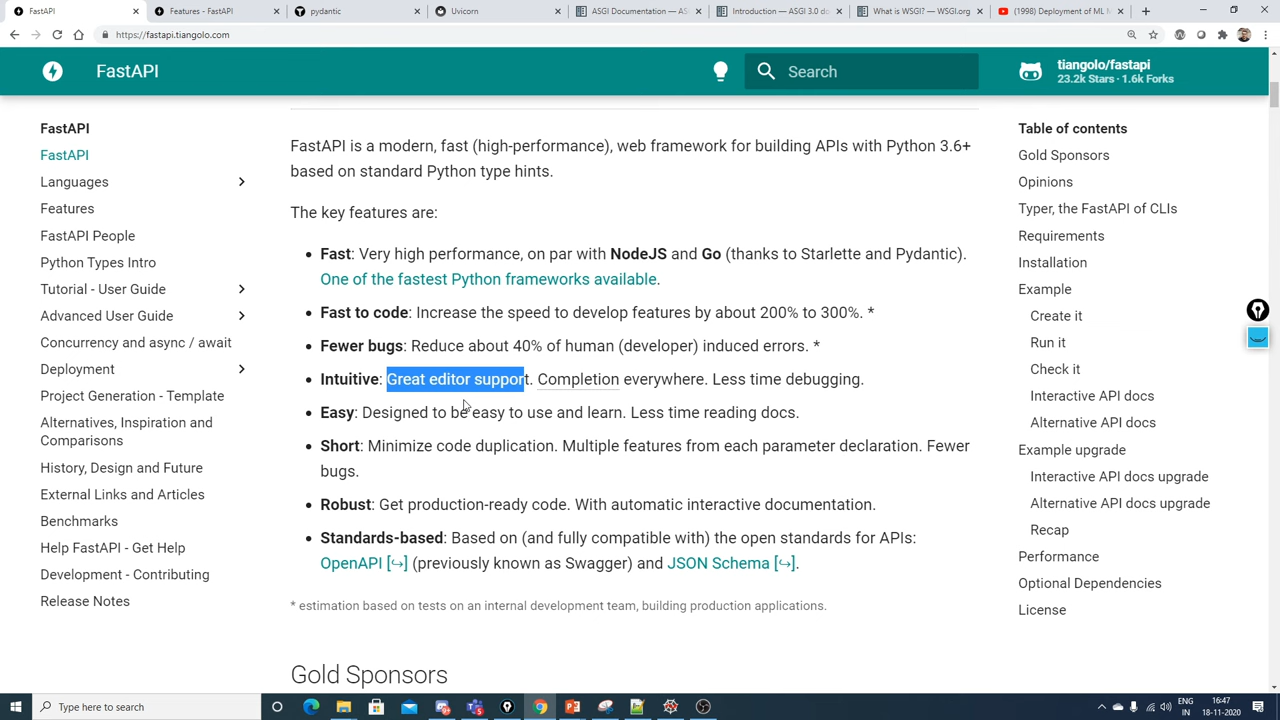 FastAPI
Features - FastAPI
pydantic
Uvicorn
ASGI Documentation — AS
Introduction — ASGI 3.0 do
What is WSGI? — WSGI.org
(1998) Deployment of ML M
https://fastapi.tiangolo.com
FastAPI
Search
tiangolo/fastapi
23.2k Stars · 1.6k Forks
FastAPI
FastAPI
Languages
Features
FastAPI People
Python Types Intro
Tutorial - User Guide
Advanced User Guide
Concurrency and async / await
Deployment
Project Generation - Template
Alternatives, Inspiration and
Comparisons
History, Design and Future
External Links and Articles
Benchmarks
Help FastAPI - Get Help
Development - Contributing
Release Notes
FastAPI is a modern, fast (high-performance), web framework for building APIs with Python 3.6+
based on standard Python type hints.
The key features are:
• Fast: Very high performance, on par with NodeJS and Go (thanks to Starlette and Pydantic).
One of the fastest Python frameworks available.
• Fast to code: Increase the speed to develop features by about 200% to 300%. *
• Fewer bugs: Reduce about 40% of human (developer) induced errors. *
• Intuitive: Great editor support. Completion everywhere. Less time debugging.
• Easy: Designed to be easy to use and learn. Less time reading docs.
• Short: Minimize code duplication. Multiple features from each parameter declaration. Fewer
bugs.
• Robust: Get production-ready code. With automatic interactive documentation.
• Standards-based: Based on (and fully compatible with) the open standards for APIs:
OpenAPI [↪] (previously known as Swagger) and JSON Schema [↪].
* estimation based on tests on an internal development team, building production applications.
Gold Sponsors
Table of contents
Gold Sponsors
Opinions
Typer, the FastAPI of CLIs
Requirements
Installation
Example
Create it
Run it
Check it
Interactive API docs
Alternative API docs
Example upgrade
Interactive API docs upgrade
Alternative API docs upgrade
Recap
Performance
Optional Dependencies
License
Type here to search
ENG
IN
16:47
18-11-2020